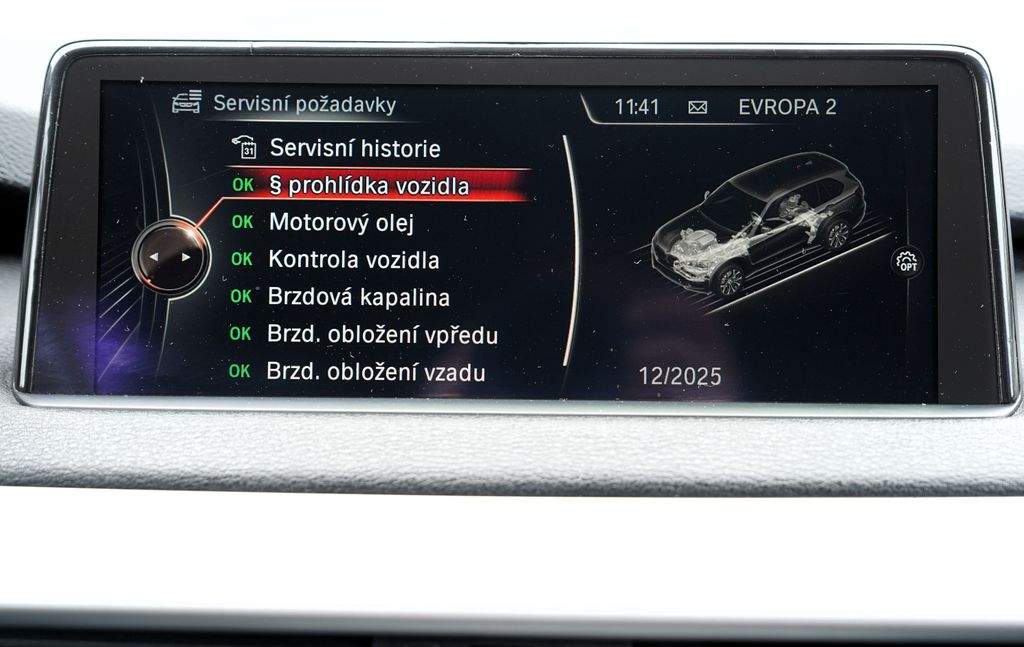 Servisní požadavky
11:41 EVROPA 2
31 Servisní historie
OK § prohlídka vozidla
OK Motorový olej
OK Kontrola vozidla
OK Brzdová kapalina
OK Brzd. obložení vpředu
OK Brzd. obložení vzadu
OPT
12/2025